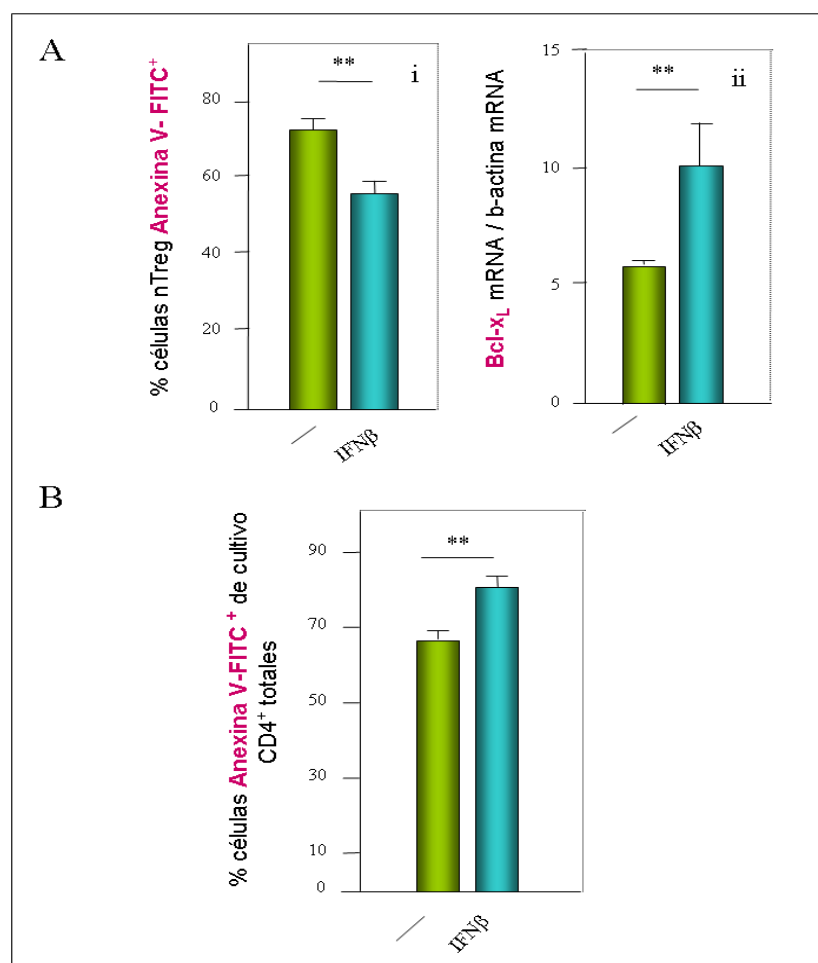 A
i
**
% células nTreg Anexina V- FITC+
80
60
40
20
0
IFNβ
ii
**
Bcl-xL mRNA / b-actina mRNA
15
10
5
0
IFNβ
B
**
% células Anexina V-FITC + de cultivo
CD4+ totales
90
70
50
30
10
0
IFNβ